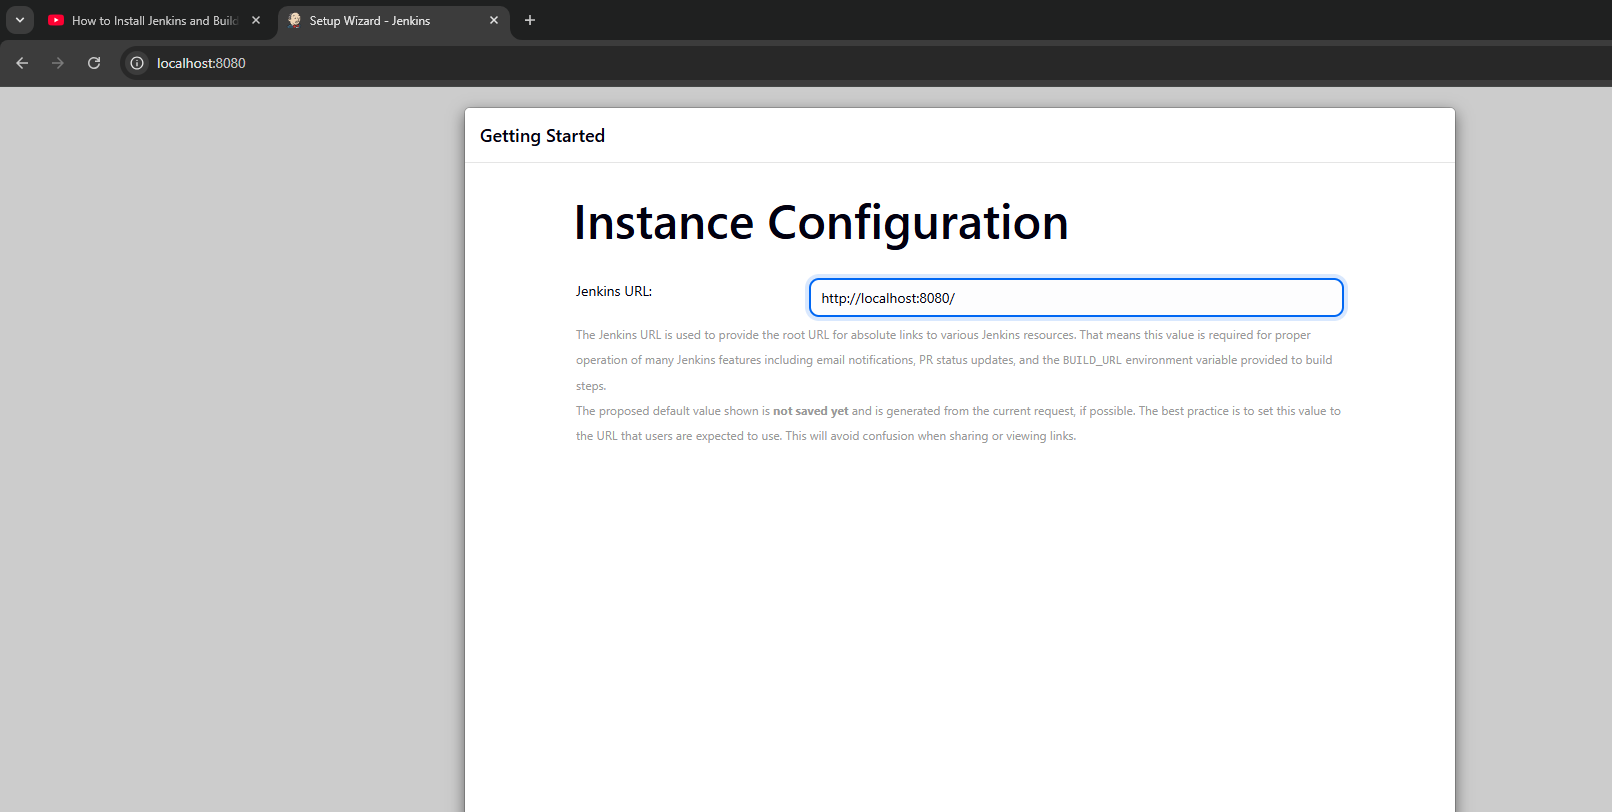 How to Install Jenkins and Build
Setup Wizard - Jenkins
localhost:8080
Getting Started
Instance Configuration
Jenkins URL:
http://localhost:8080/
The Jenkins URL is used to provide the root URL for absolute links to various Jenkins resources. That means this value is required for proper
operation of many Jenkins features including email notifications, PR status updates, and the BUILD_URL environment variable provided to build
steps.
The proposed default value shown is not saved yet and is generated from the current request, if possible. The best practice is to set this value to
the URL that users are expected to use. This will avoid confusion when sharing or viewing links.